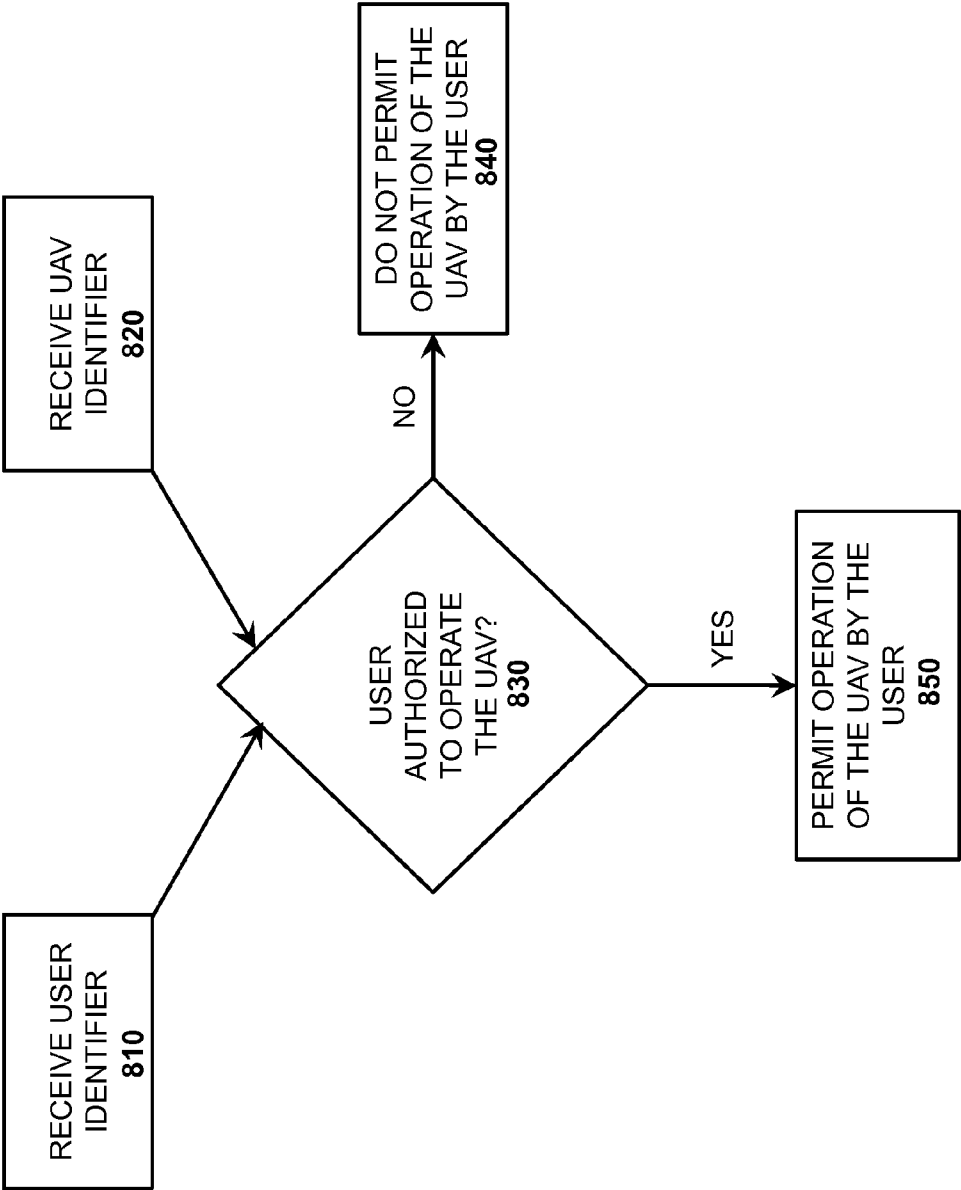 RECEIVE USER
IDENTIFIER
810
RECEIVE UAV
IDENTIFIER
820
USER
AUTHORIZED
TO OPERATE
THE UAV?
830
NO
DO NOT PERMIT
OPERATION OF THE
UAV BY THE USER
840
YES
PERMIT OPERATION
OF THE UAV BY THE
USER
850